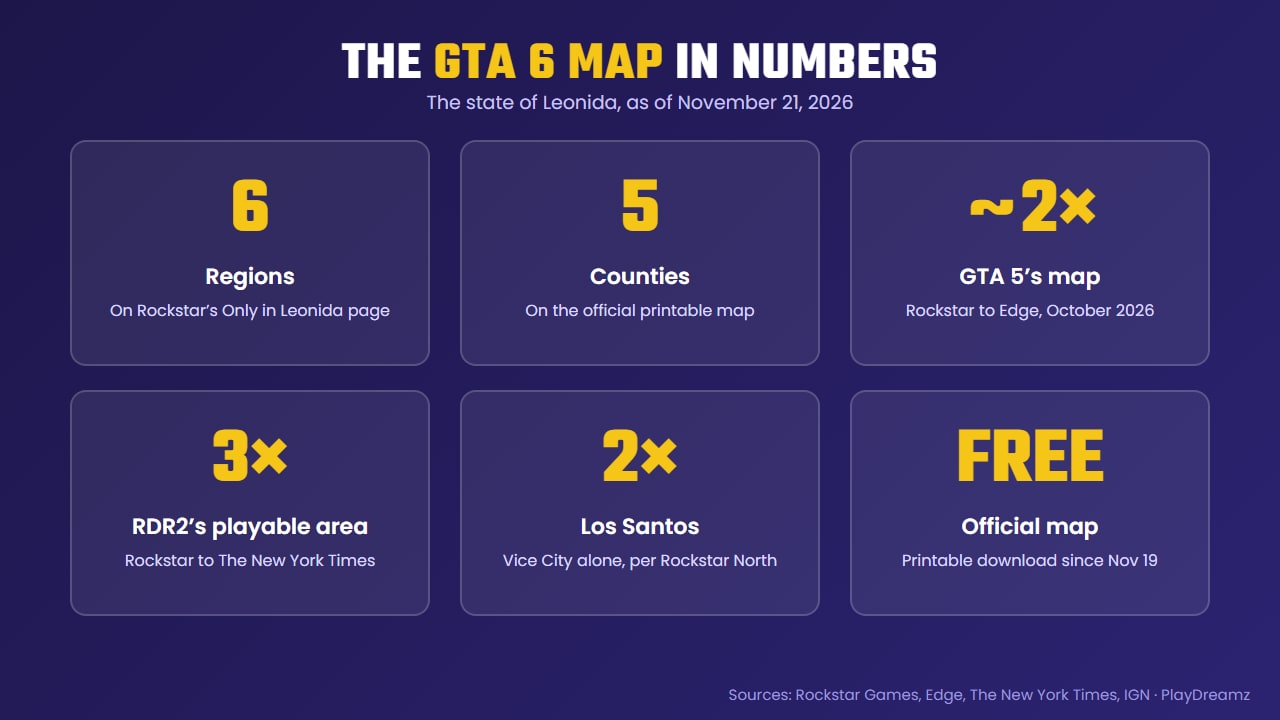 THE GTA 6 MAP IN NUMBERS
The state of Leonida, as of November 21, 2026
6
Regions
On Rockstar’s Only in Leonida page
5
Counties
On the official printable map
~2×
GTA 5’s map
Rockstar to Edge, October 2026
3×
RDR2’s playable area
Rockstar to The New York Times
2×
Los Santos
Vice City alone, per Rockstar North
FREE
Official map
Printable download since Nov 19
Sources: Rockstar Games, Edge, The New York Times, IGN · PlayDreamz